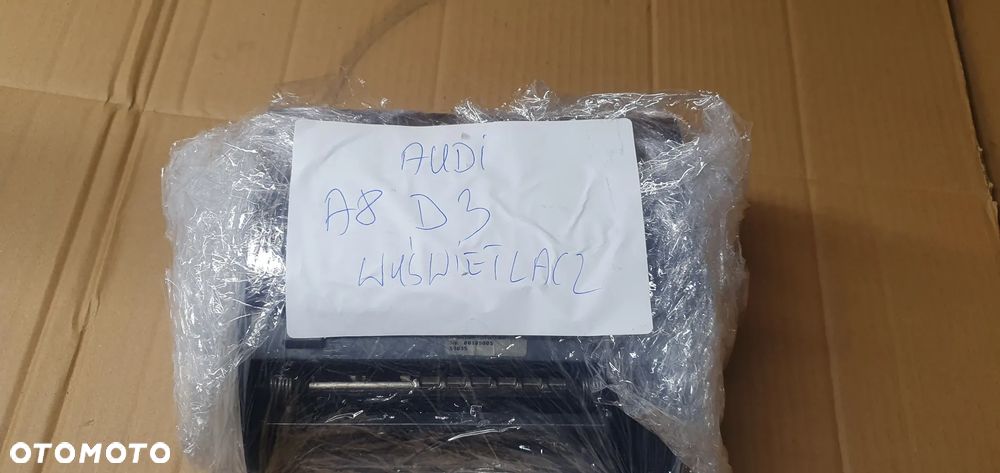 AUDi
A8 D3
WYŚWIETLACZ
OTOMOTO